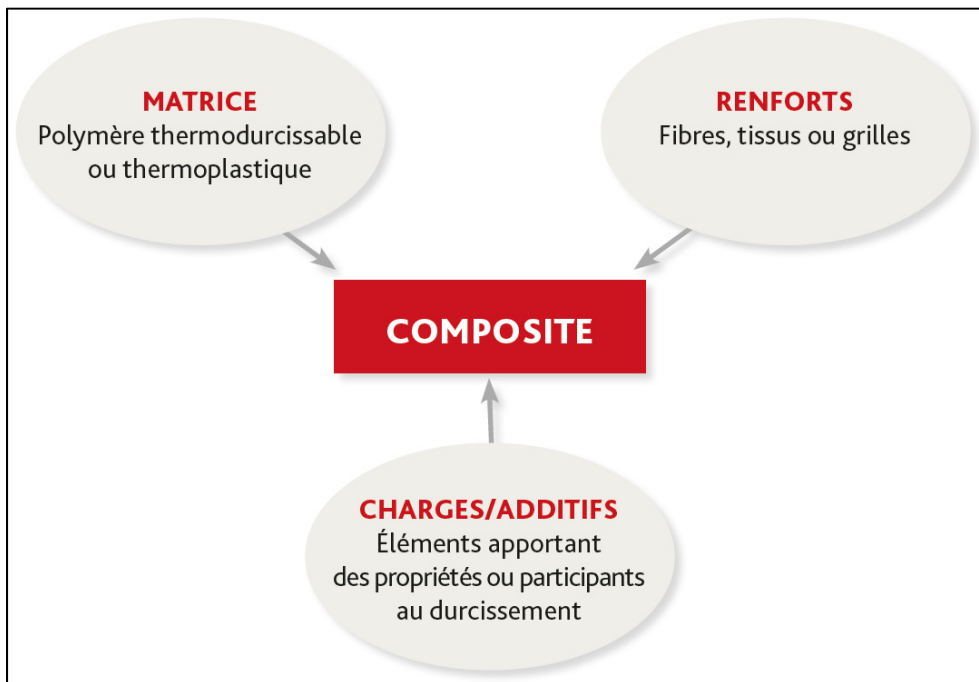 MATRICE
Polymère thermodurcissable
ou thermoplastique
RENFORTS
Fibres, tissus ou grilles
COMPOSITE
CHARGES/ADDITIFS
Éléments apportant
des propriétés ou participants
au durcissement